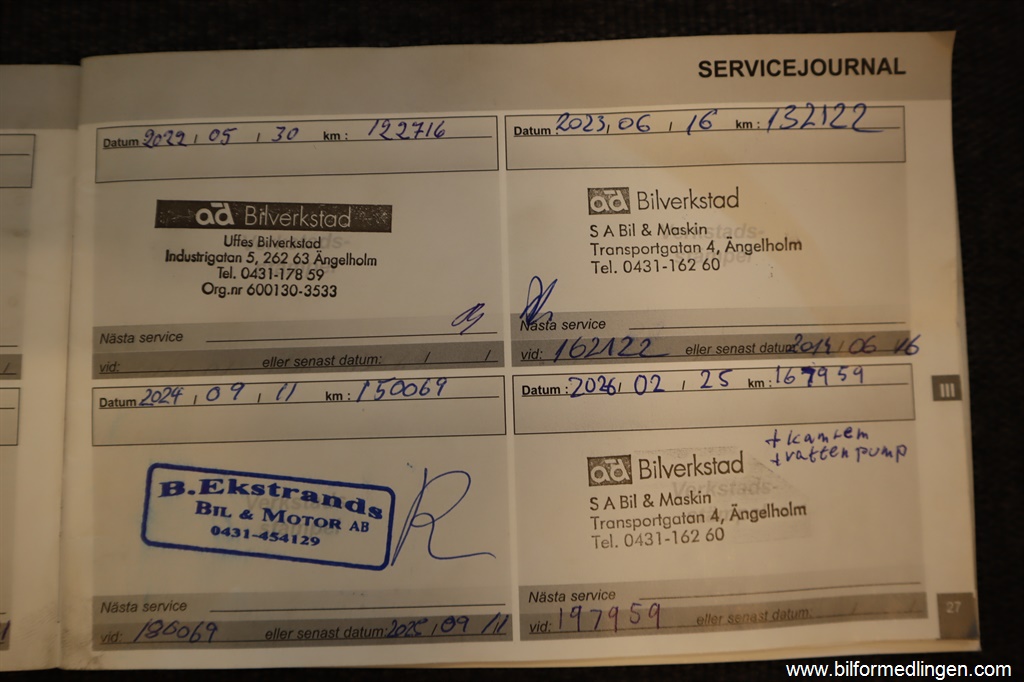 SERVICEJOURNAL
Datum 2022 / 05 / 30 km: 122716
ad Bilverkstad
Uffes Bilverkstad
Industrigatan 5, 262 63 Ängelholm
Tel. 0431-178 59
Org.nr 600130-3533
Nästa service
vid: eller senast datum: / /
Datum 2023, 06 / 16 km: 132122
ad Bilverkstad
S A Bil & Maskin
Transportgatan 4, Ängelholm
Tel. 0431-162 60
Nästa service
vid: 162122 eller senast datum: 06 16
Datum 2024 / 09 / 11 km: 150069
B.Ekstrands
Bil & Motor AB
0431-454129
Nästa service
vid: 180069 eller senast datum: 2025 / 09 / 11
Datum: 2026 / 02 / 25 km: 167959
+ kamrem
+ vattenpump
ad Bilverkstad
S A Bil & Maskin
Transportgatan 4, Ängelholm
Tel. 0431-162 60
Nästa service
vid: 197959 eller senast datum: / /
III
27
www.bilformedlingen.com